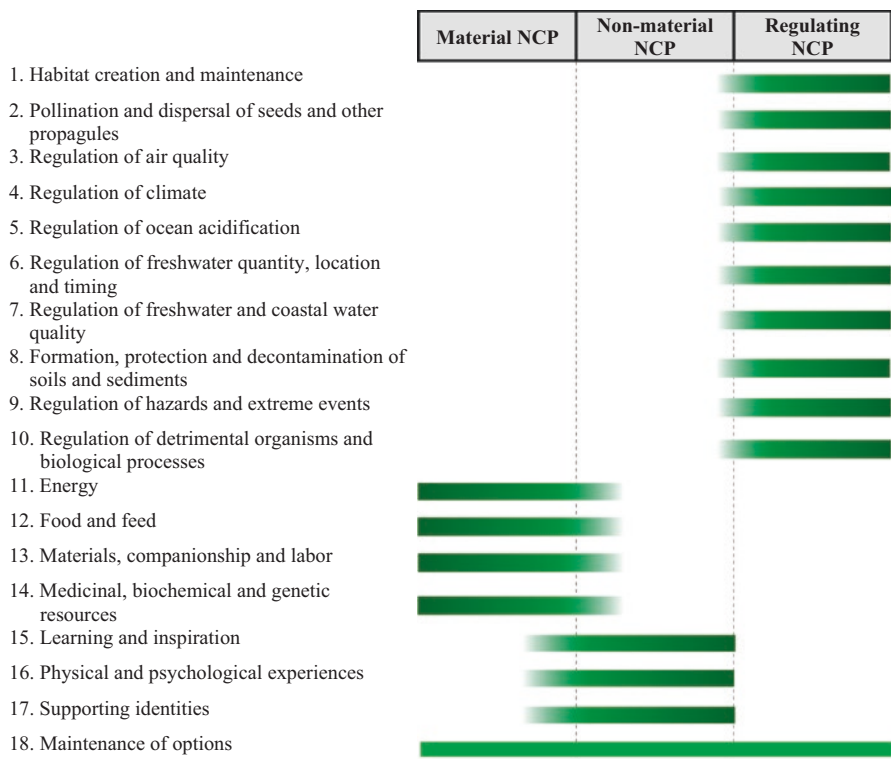 Material NCP
Non-material
NCP
Regulating
NCP
1. Habitat creation and maintenance
2. Pollination and dispersal of seeds and other
propagules
3. Regulation of air quality
4. Regulation of climate
5. Regulation of ocean acidification
6. Regulation of freshwater quantity, location
and timing
7. Regulation of freshwater and coastal water
quality
8. Formation, protection and decontamination of
soils and sediments
9. Regulation of hazards and extreme events
10. Regulation of detrimental organisms and
biological processes
11. Energy
12. Food and feed
13. Materials, companionship and labor
14. Medicinal, biochemical and genetic
resources
15. Learning and inspiration
16. Physical and psychological experiences
17. Supporting identities
18. Maintenance of options